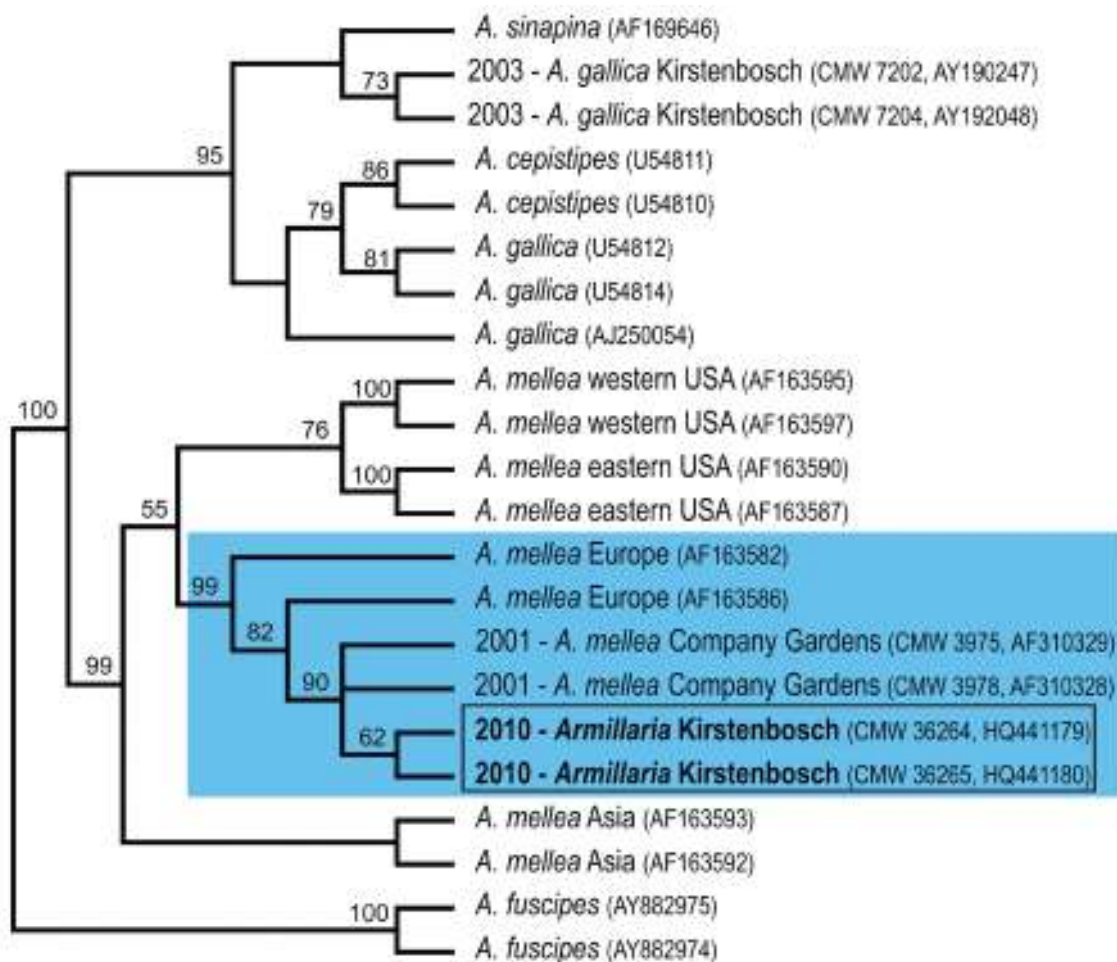 A. sinapina (AF169646)
2003 - A. gallica Kirstenbosch (CMW 7202, AY190247)
73
2003 - A. gallica Kirstenbosch (CMW 7204, AY192048)
95
A. cepistipes (U54811)
86
A. cepistipes (U54810)
79
A. gallica (U54812)
81
A. gallica (U54814)
A. gallica (AJ250054)
A. mellea western USA (AF163595)
100
A. mellea western USA (AF163597)
100
76
A. mellea eastern USA (AF163590)
100
A. mellea eastern USA (AF163587)
55
A. mellea Europe (AF163582)
99
A. mellea Europe (AF163586)
82
2001 - A. mellea Company Gardens (CMW 3975, AF310329)
90
2001 - A. mellea Company Gardens (CMW 3978, AF310328)
99
2010 - Armillaria Kirstenbosch (CMW 36264, HQ441179)
62
2010 - Armillaria Kirstenbosch (CMW 36265, HQ441180)
A. mellea Asia (AF163593)
A. mellea Asia (AF163592)
A. fuscipes (AY882975)
100
A. fuscipes (AY882974)